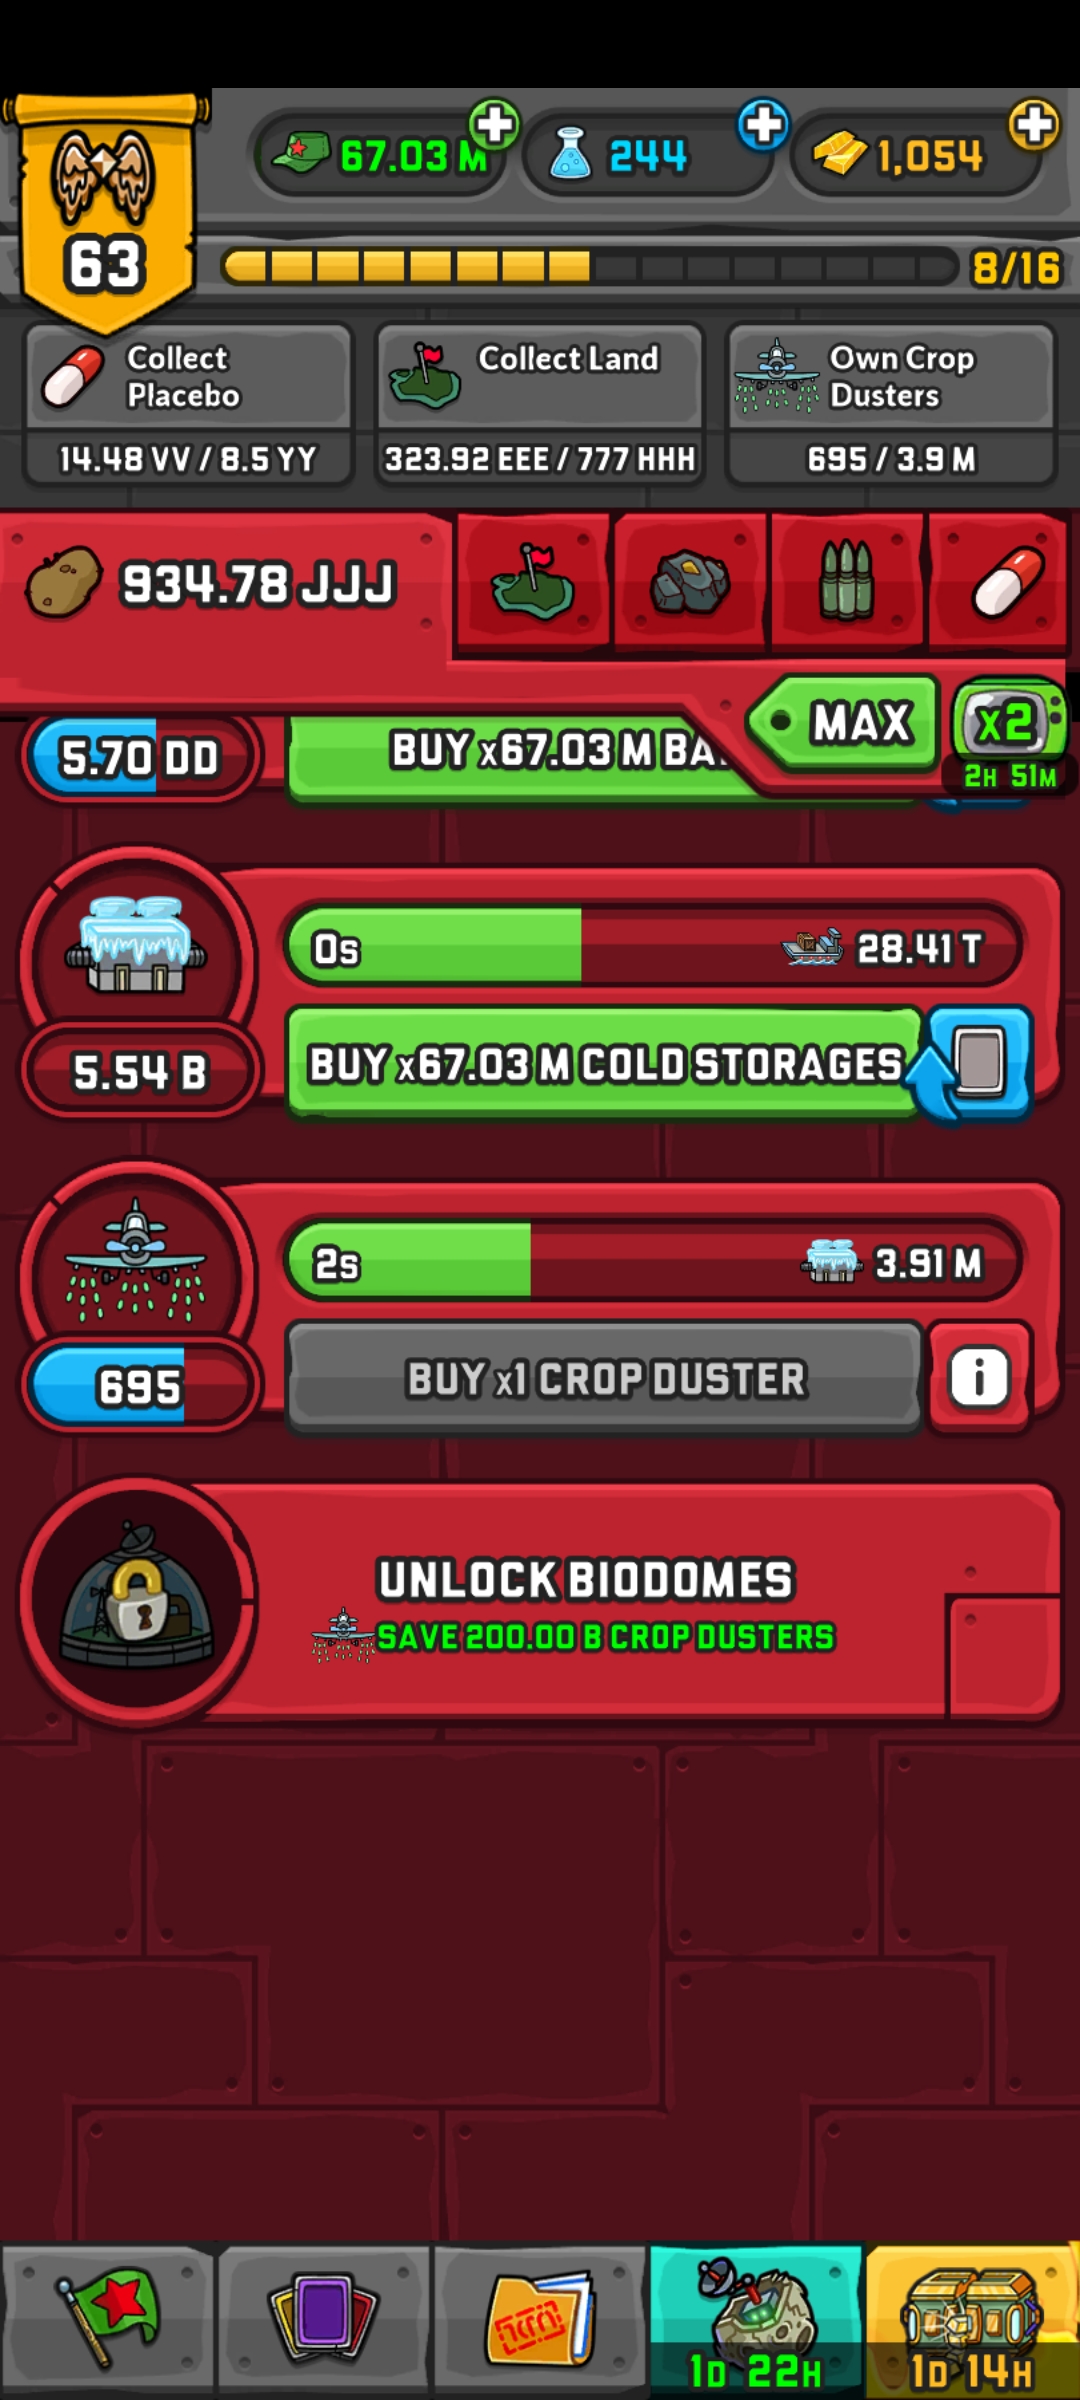 67.03 M
244
1,054
63
8/16
Collect
Placebo
14.48 VV / 8.5 YY
Collect Land
323.92 EEE / 777 HHH
Own Crop
Dusters
695 / 3.9 M
934.78 JJJ
MAX
X2
2H 51M
5.70 DD
BUY x67.03 M BA
0s
28.41 T
5.54 B
BUY x67.03 M COLD STORAGES
2s
3.91 M
695
BUY x1 CROP DUSTER
i
UNLOCK BIODOMES
SAVE 200.00 B CROP DUSTERS
1D 22H
1D 14H